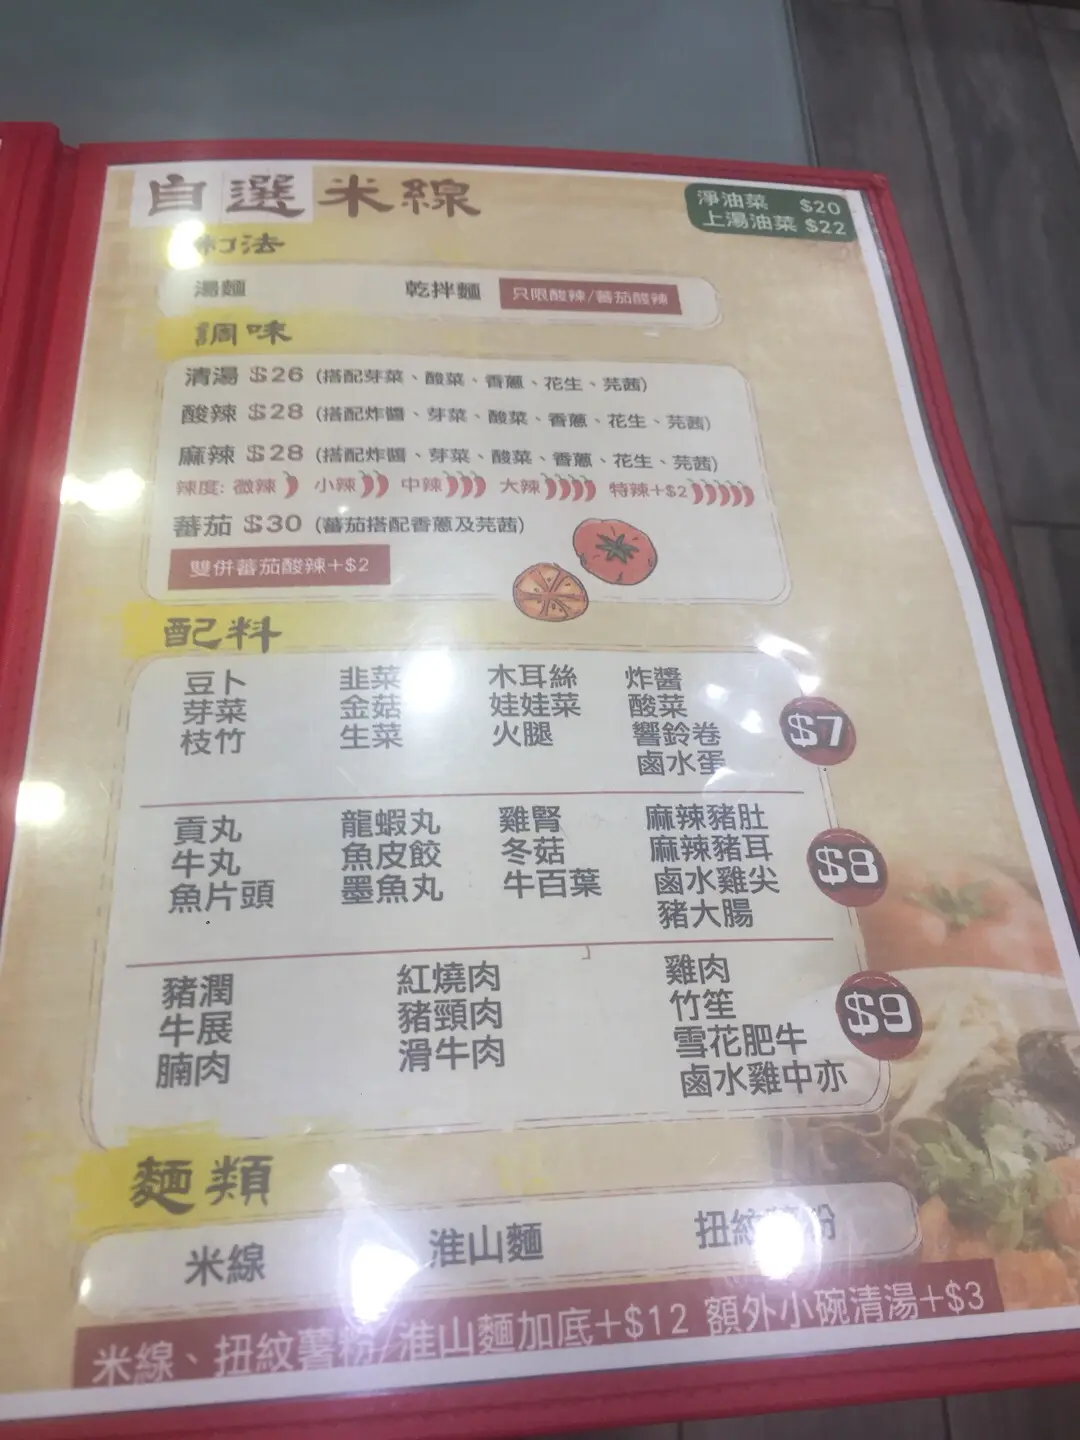 自選米線
淨油菜 $20
上湯油菜 $22
法
湯麵 乾拌麵 只限酸辣/蕃茄酸辣
調味
清湯 $26 (搭配芽菜、酸菜、香蔥、花生、芫茜)
酸辣 $28 (搭配炸醬、芽菜、酸菜、香蔥、花生、芫茜)
麻辣 $28 (搭配炸醬、芽菜、酸菜、香蔥、花生、芫茜)
辣度: 微辣 小辣 中辣 大辣 特辣+$2
蕃茄 $30 (蕃茄搭配香蔥及芫茜)
雙併蕃茄酸辣+$2
配料
豆卜 韭菜 木耳絲 炸醬
芽菜 金菇 娃娃菜 酸菜
枝竹 生菜 火腿 響鈴卷
鹵水蛋
$7
貢丸 龍蝦丸 雞腎 麻辣豬肚
牛丸 魚皮餃 冬菇 麻辣豬耳
魚片頭 墨魚丸 牛百葉 鹵水雞尖
豬大腸
$8
豬潤 紅燒肉 雞肉
牛展 豬頸肉 竹笙
腩肉 滑牛肉 雪花肥牛
鹵水雞中亦
$9
麵類
米線 淮山麵 扭紋薯粉
米線、扭紋薯粉/淮山麵加底+$12 額外小碗清湯+$3